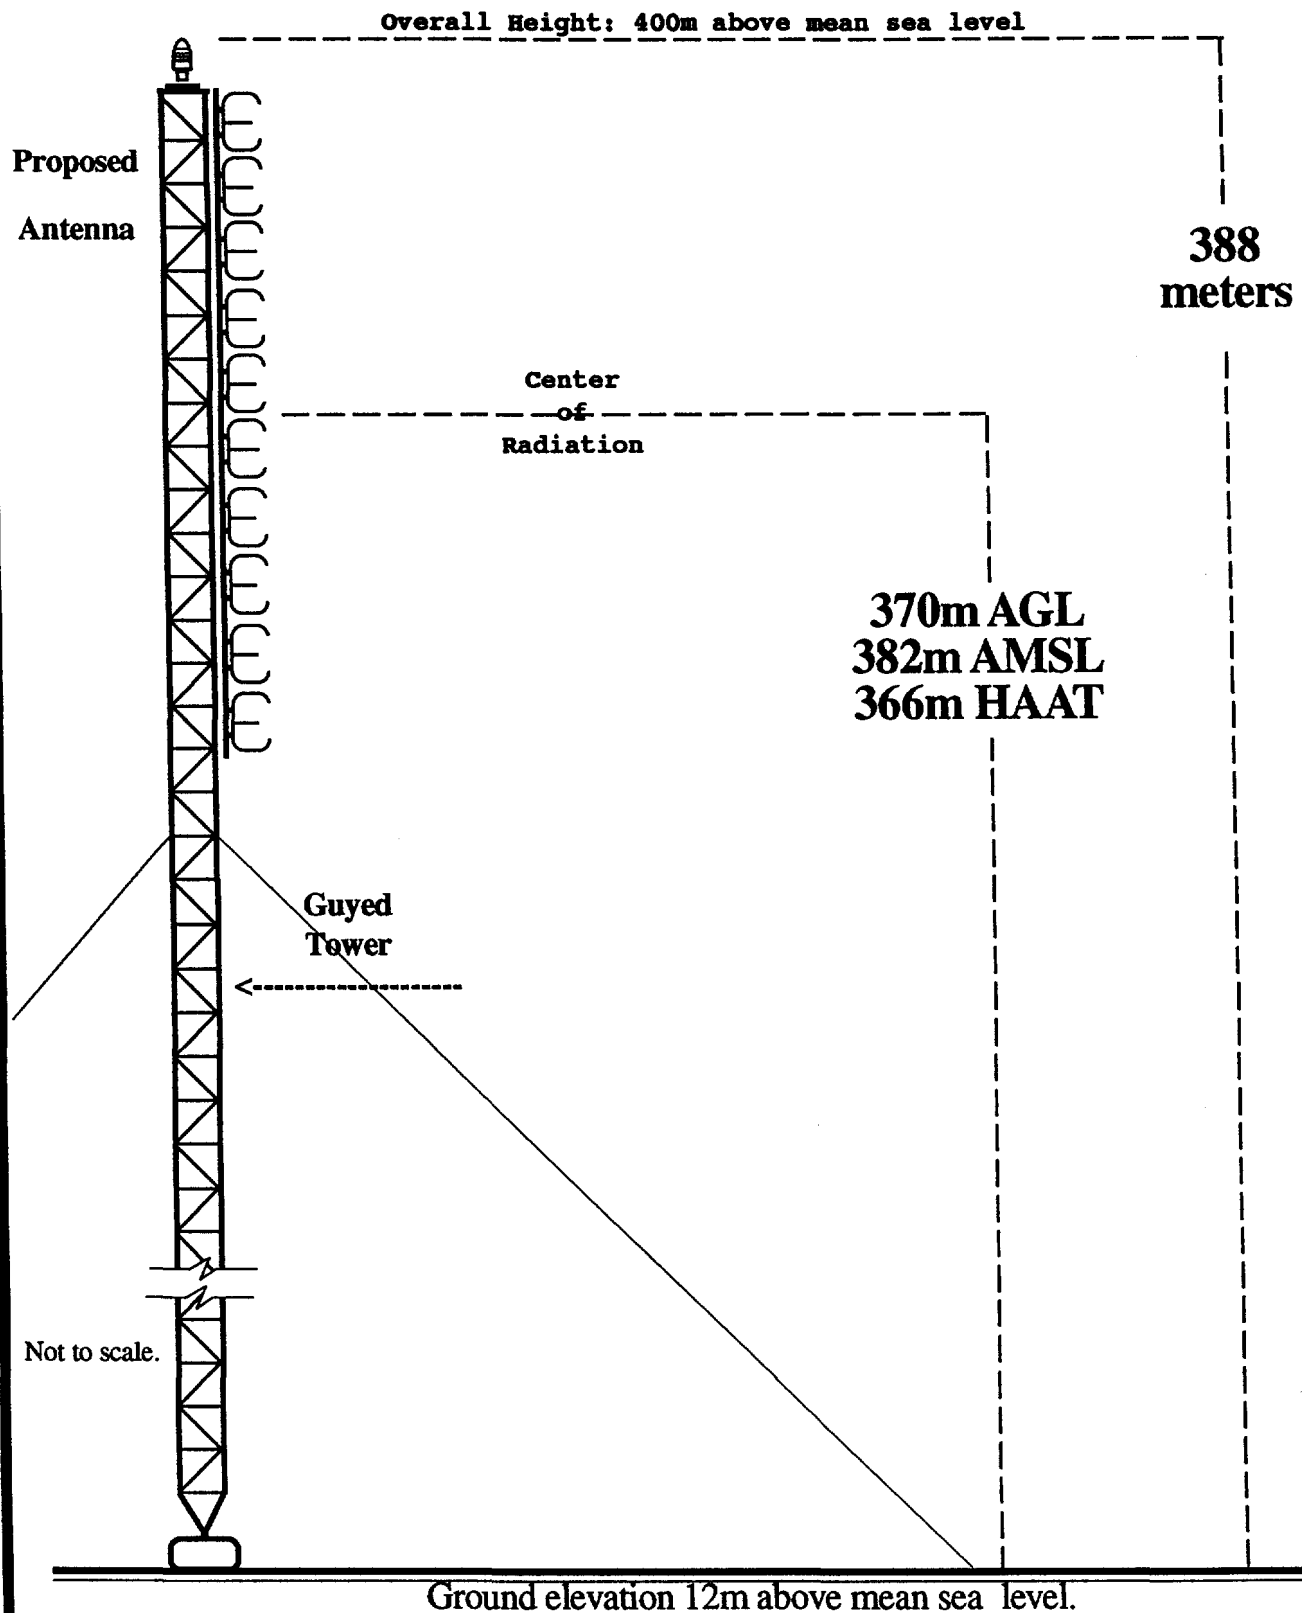 Overall Height: 400m above mean sea level
Proposed
Antenna
388
meters
Center
of
Radiation
370m AGL
382m AMSL
366m HAAT
Guyed
Tower
Not to scale.
Ground elevation 12m above mean sea level.